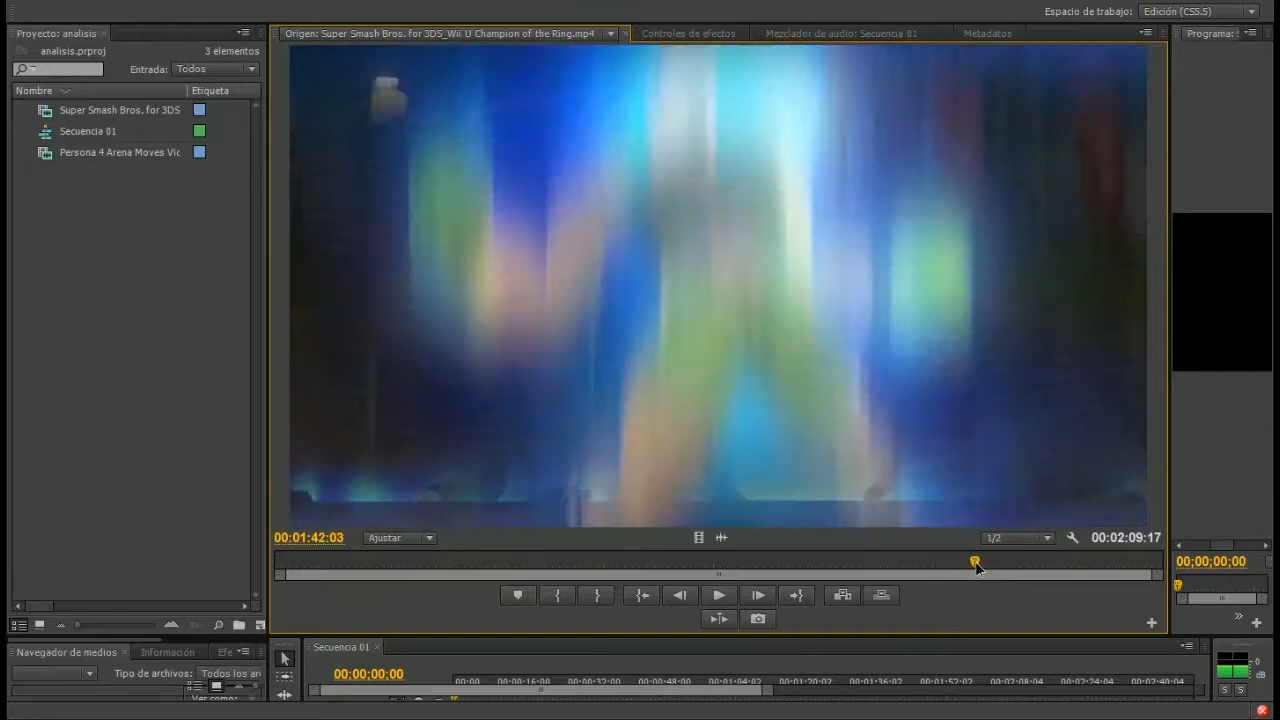 Espacio de trabajo: Edición (CS5.5)
Proyecto: analisis
Origen: Super Smash Bros. for 3DS_Wii U Champion of the Ring.mp4
Controles de efectos
Mezclador de audio: Secuencia 01
Metadatos
Programa: S
analisis.prproj
3 elementos
Entrada: Todos
Nombre
Etiqueta
Super Smash Bros. for 3DS
Secuencia 01
Persona 4 Arena Moves Vic
00:01:42:03
Ajustar
1/2
00:02:09:17
00;00;00;00
Navegador de medios
Información
Efe
Secuencia 01
Tipo de archivos: Todos los ar
00:00:00:00
00:00 00:00:16:00 00:00:32:00 00:00:48:00 00:01:04:02 00:01:20:02 00:01:36:02 00:01:52:02 00:02:08:04 00:02:24:04 00:02:40:04
0
dB
S S